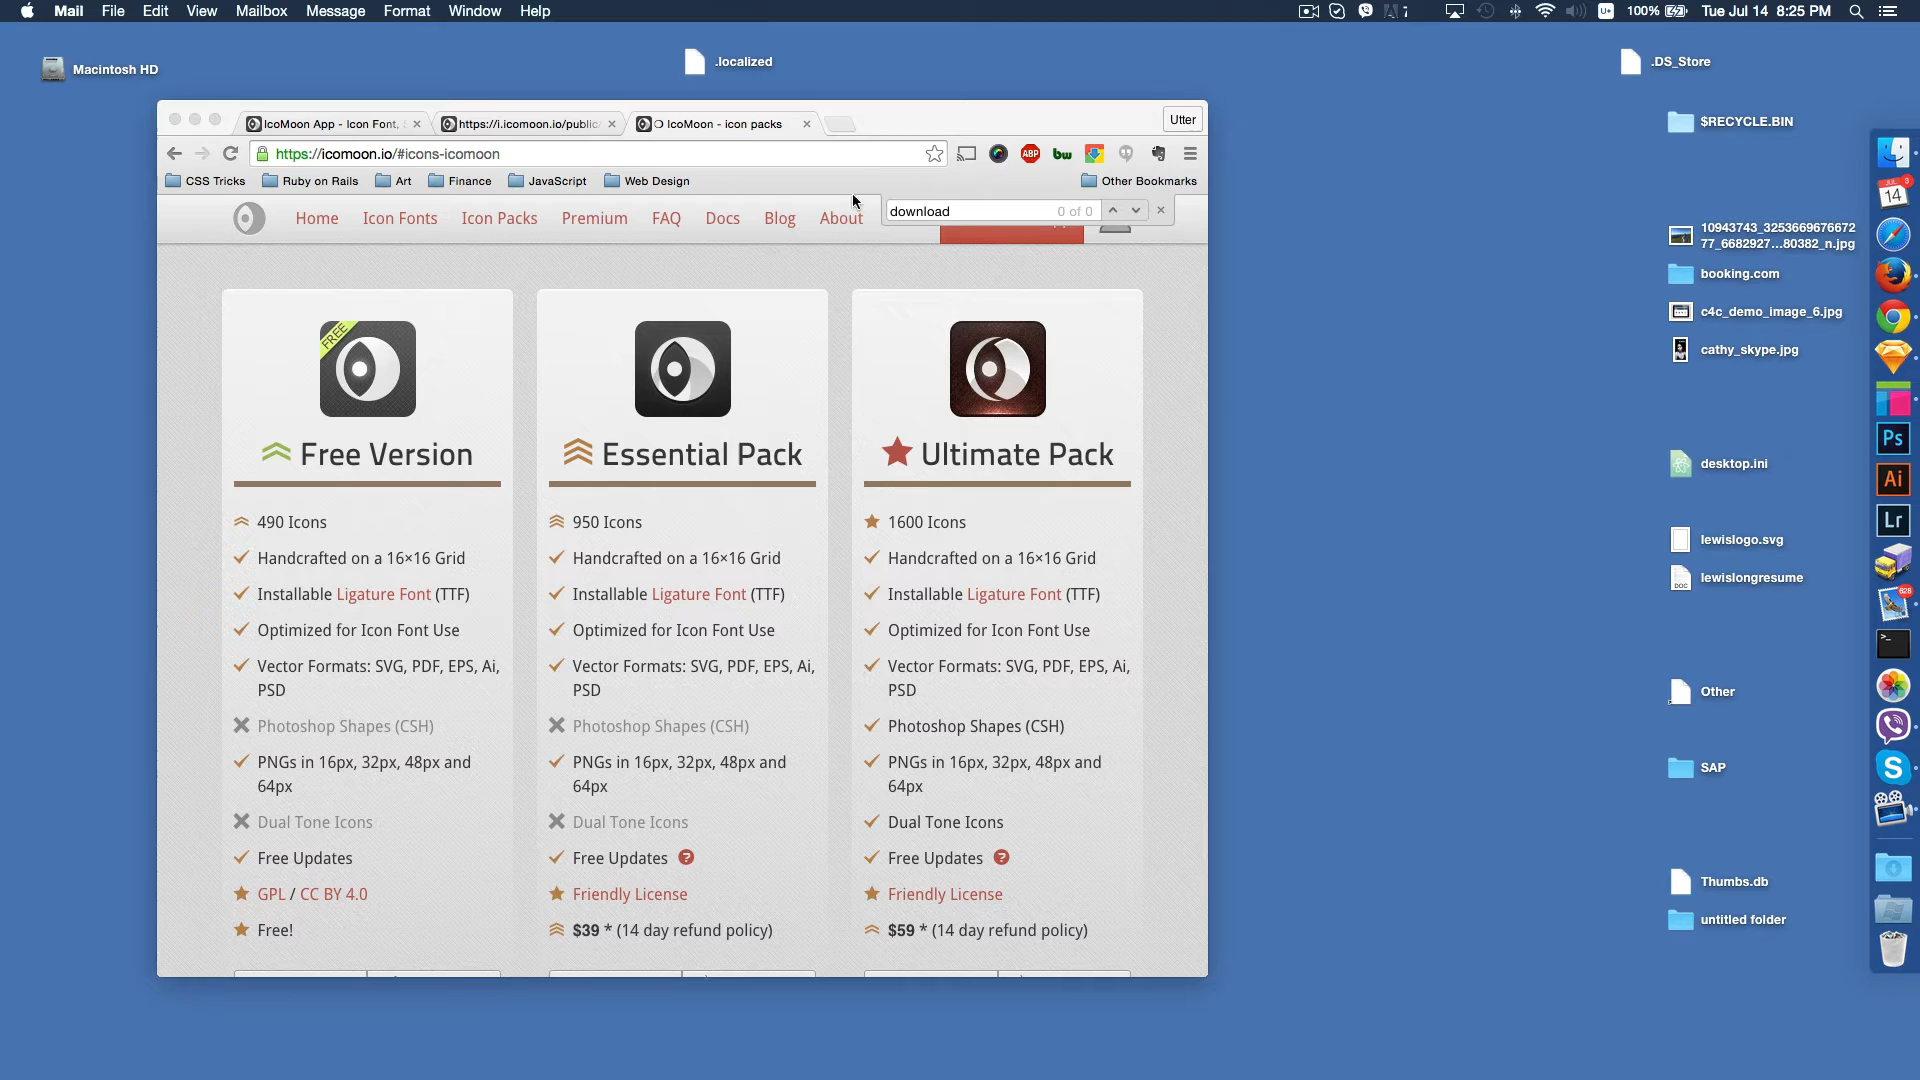 Mail File Edit View Mailbox Message Format Window Help
7 100% Tue Jul 14 8:25 PM
Macintosh HD
.localized
.DS_Store
IcoMoon App - Icon Font,
https://i.icomoon.io/public/
IcoMoon - icon packs
Utter
https://icomoon.io/#icons-icomoon
ABP
bw
CSS Tricks Ruby on Rails Art Finance JavaScript Web Design Other Bookmarks
Home Icon Fonts Icon Packs Premium FAQ Docs Blog About
download 0 of 0
FREE
Free Version
490 Icons
Handcrafted on a 16×16 Grid
Installable Ligature Font (TTF)
Optimized for Icon Font Use
Vector Formats: SVG, PDF, EPS, Ai,
PSD
Photoshop Shapes (CSH)
PNGs in 16px, 32px, 48px and
64px
Dual Tone Icons
Free Updates
GPL / CC BY 4.0
Free!
Essential Pack
950 Icons
Handcrafted on a 16×16 Grid
Installable Ligature Font (TTF)
Optimized for Icon Font Use
Vector Formats: SVG, PDF, EPS, Ai,
PSD
Photoshop Shapes (CSH)
PNGs in 16px, 32px, 48px and
64px
Dual Tone Icons
Free Updates ?
Friendly License
$39 * (14 day refund policy)
Ultimate Pack
1600 Icons
Handcrafted on a 16×16 Grid
Installable Ligature Font (TTF)
Optimized for Icon Font Use
Vector Formats: SVG, PDF, EPS, Ai,
PSD
Photoshop Shapes (CSH)
PNGs in 16px, 32px, 48px and
64px
Dual Tone Icons
Free Updates ?
Friendly License
$59 * (14 day refund policy)
$RECYCLE.BIN
10943743_3253669676672
77_6682927...80382_n.jpg
booking.com
c4c_demo_image_6.jpg
cathy_skype.jpg
desktop.ini
lewislogo.svg
DOC
lewislongresume
Other
SAP
Thumbs.db
untitled folder
JUL
14
3
Ps
Ai
Lr
628
S